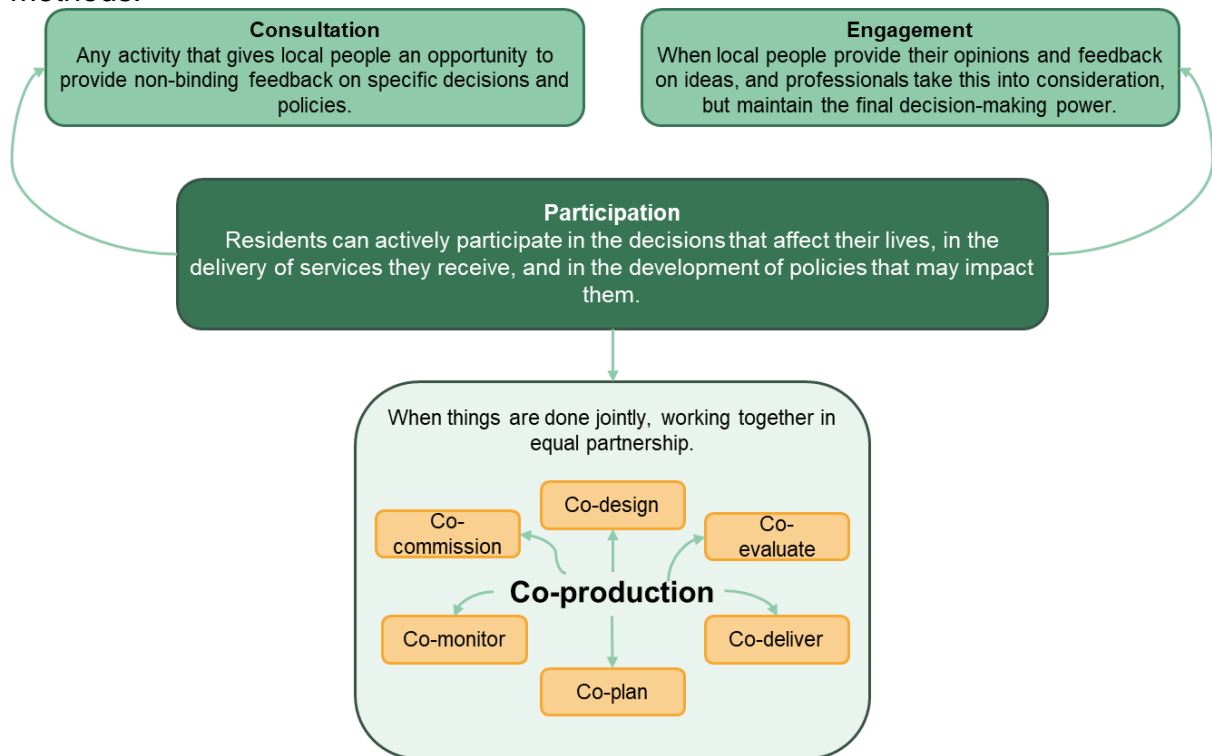 methods.
Consultation
Any activity that gives local people an opportunity to
provide non-binding feedback on specific decisions and
policies.
Engagement
When local people provide their opinions and feedback
on ideas, and professionals take this into consideration,
but maintain the final decision-making power.
Participation
Residents can actively participate in the decisions that affect their lives, in the
delivery of services they receive, and in the development of policies that may impact
them.
When things are done jointly, working together in
equal partnership.
Co-design
Co-
commission
Co-
evaluate
Co-production
Co-monitor
Co-deliver
Co-plan